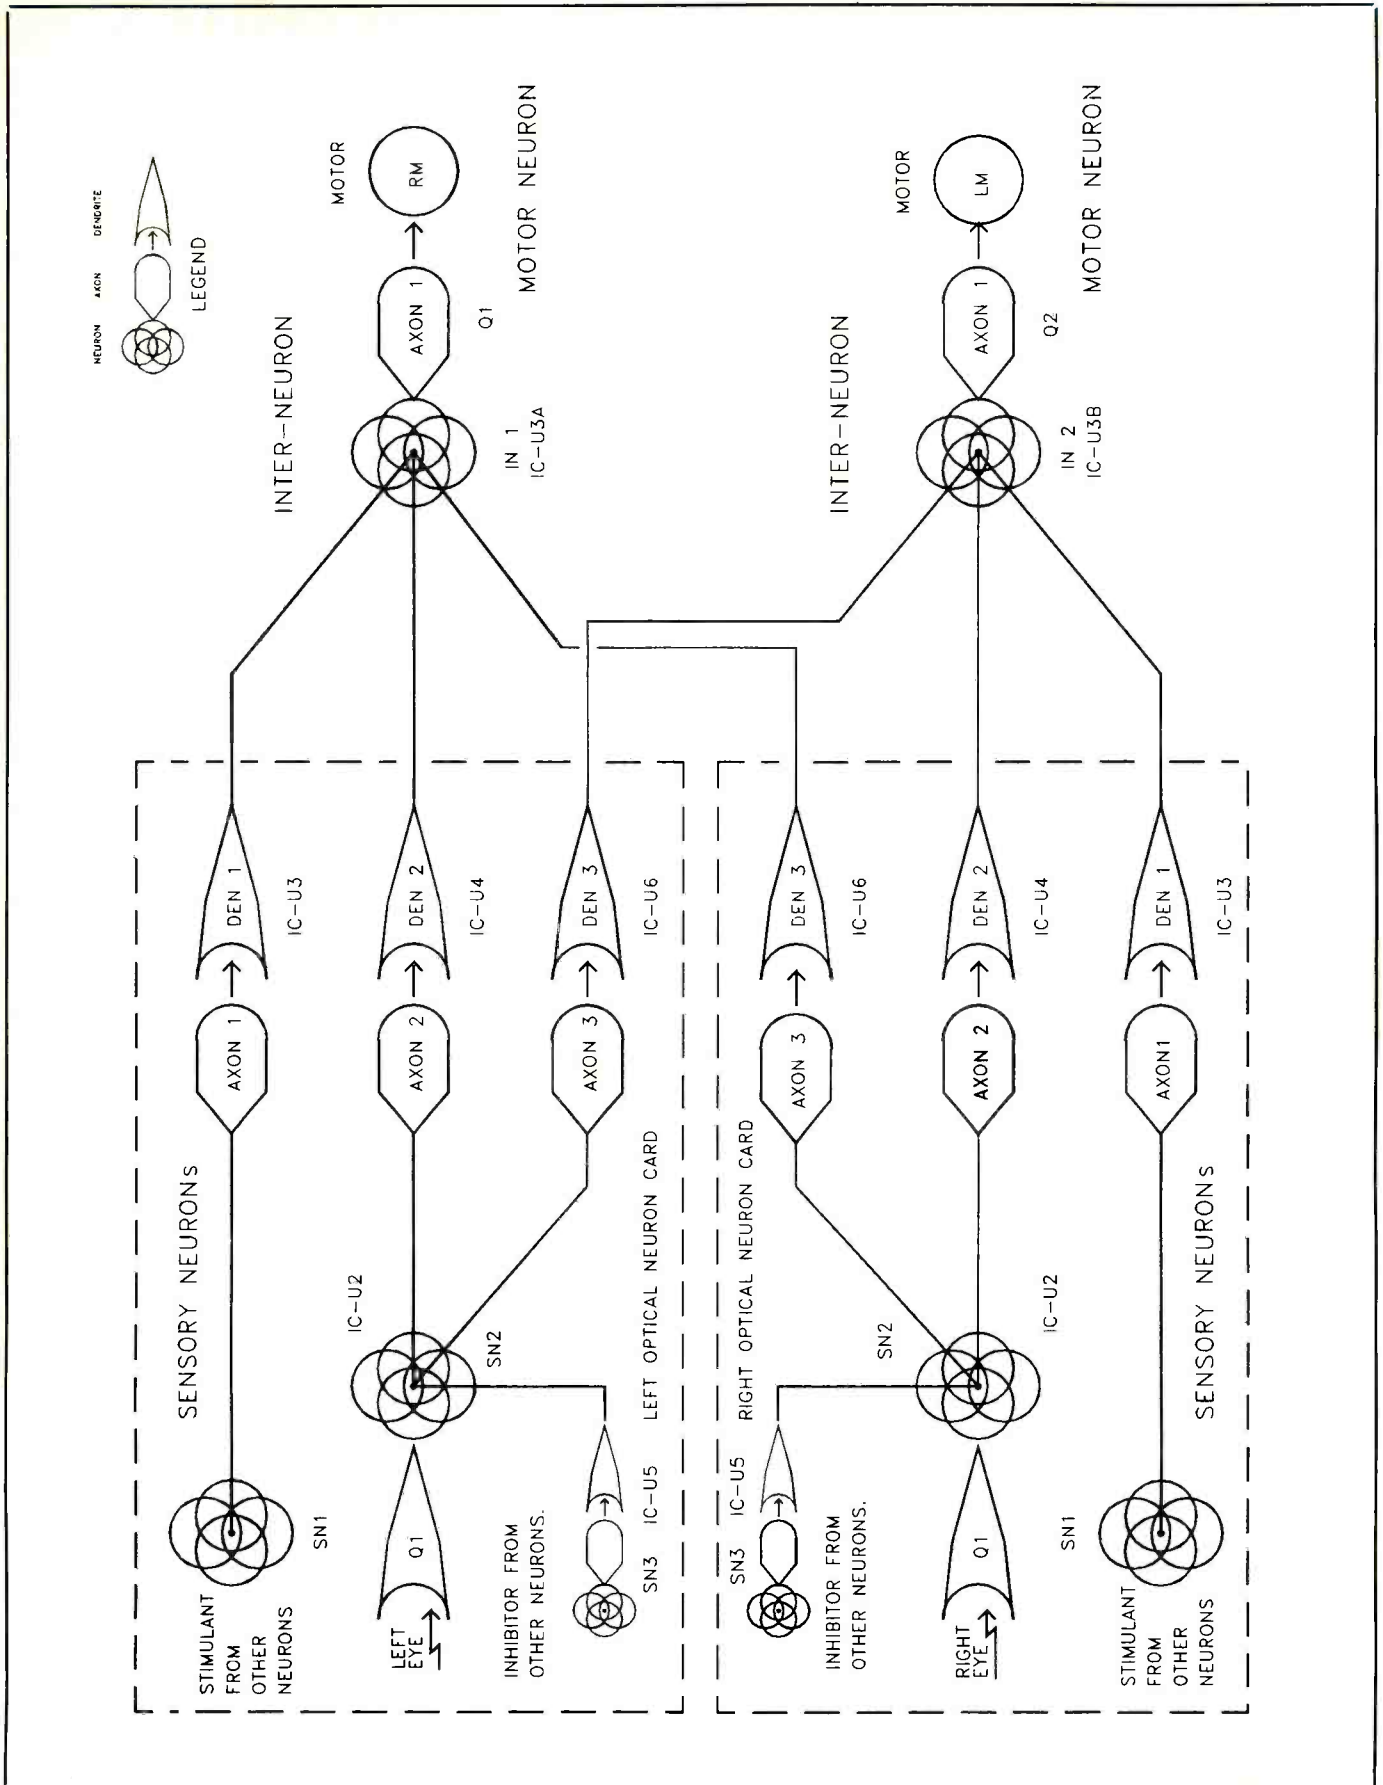 NEURON
AXON
DENDRITE
LEGEND
SENSORY NEURONs
STIMULANT
FROM
OTHER
NEURONS
SN1
AXON 1
DEN 1
IC-U3
LEFT
EYE
Q1
IC-U2
SN2
AXON 2
DEN 2
IC-U4
INHIBITOR FROM
OTHER NEURONS.
SN3
IC-U5
AXON 3
DEN 3
IC-U6
LEFT OPTICAL NEURON CARD
INTER-NEURON
IN 1
IC-U3A
AXON 1
Q1
MOTOR
RM
MOTOR NEURON
RIGHT OPTICAL NEURON CARD
SN3
IC-U5
INHIBITOR FROM
OTHER NEURONS.
AXON 3
DEN 3
IC-U6
RIGHT
EYE
Q1
SN2
IC-U2
AXON 2
DEN 2
IC-U4
STIMULANT
FROM
OTHER
NEURONS
SN1
AXON1
DEN 1
IC-U3
SENSORY NEURONs
INTER-NEURON
IN 2
IC-U3B
AXON 1
Q2
MOTOR
LM
MOTOR NEURON